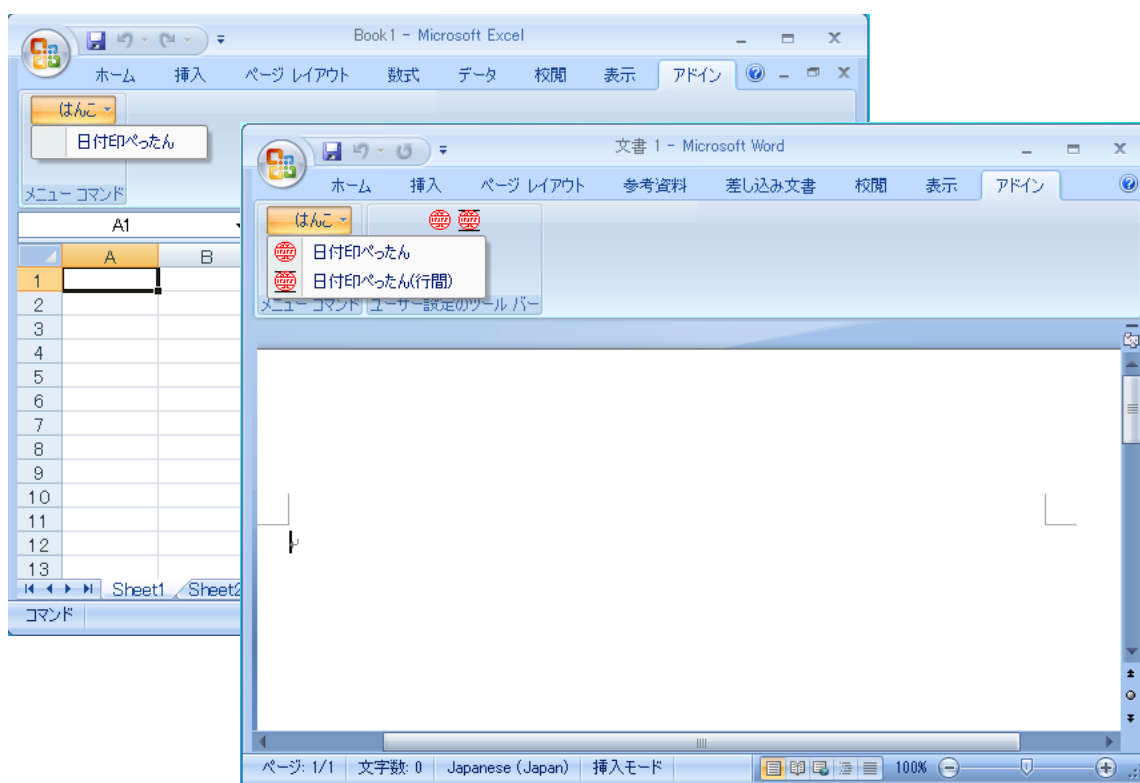 Book1 - Microsoft Excel
ホーム 挿入 ページ レイアウト 数式 データ 校閲 表示 アドイン
はんこ
日付印ぺったん
メニュー コマンド
A1
A B
1
2
3
4
5
6
7
8
9
10
11
12
13
Sheet1 Sheet2
コマンド
文書 1 - Microsoft Word
ホーム 挿入 ページ レイアウト 参考資料 差し込み文書 校閲 表示 アドイン
はんこ
日付印ぺったん
日付印ぺったん(行間)
メニュー コマンド ユーザー設定のツール バー
ページ: 1/1 文字数: 0 Japanese (Japan) 挿入モード 100%